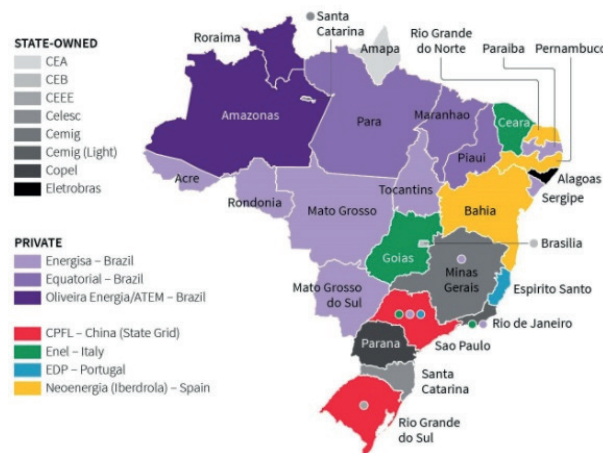 STATE-OWNED
CEA
CEB
CEEE
Celesc
Cemig
Cemig (Light)
Copel
Eletrobras
PRIVATE
Energisa – Brazil
Equatorial – Brazil
Oliveira Energia/ATEM – Brazil
CPFL – China (State Grid)
Enel – Italy
EDP – Portugal
Neoenergia (Iberdrola) – Spain
Roraima
Santa
Catarina
Amapa
Rio Grande
do Norte
Paraiba
Pernambuco
Amazonas
Para
Maranhao
Ceara
Piaui
Acre
Rondonia
Tocantins
Alagoas
Sergipe
Mato Grosso
Bahia
Goias
Brasilia
Mato Grosso
do Sul
Minas
Gerais
Espirito Santo
Rio de Janeiro
Sao Paulo
Parana
Santa
Catarina
Rio Grande
do Sul